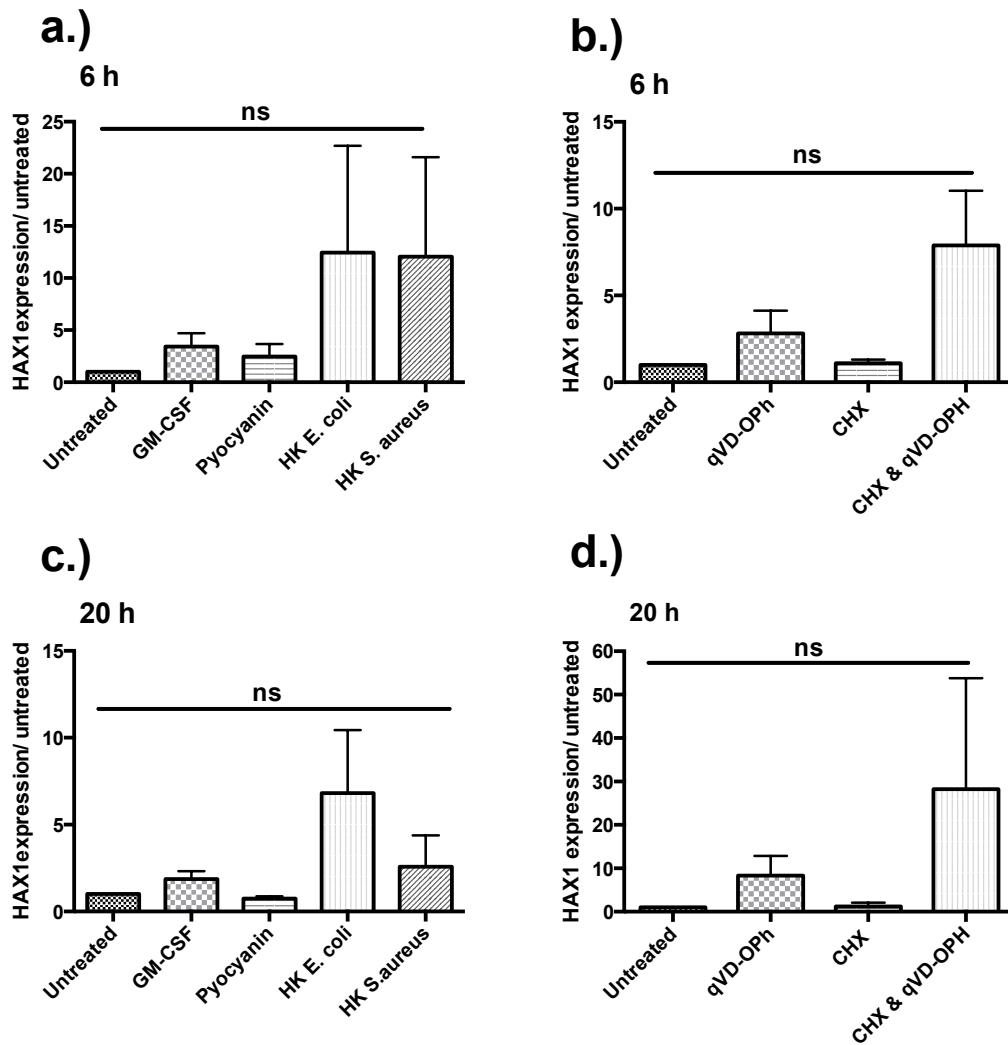 a.)
6 h
HAX1expression/ untreated
25
20
15
10
5
0
ns
Untreated
GM-CSF
Pyocyanin
HK E. coli
HK S. aureus
b.)
6 h
HAX1 expression/ untreated
15
10
5
0
ns
Untreated
qVD-OPh
CHX
CHX & qVD-OPH
c.)
20 h
HAX1expression/ untreated
15
10
5
0
ns
Untreated
GM-CSF
Pyocyanin
HK E. coli
HK S.aureus
d.)
20 h
HAX1 expression/ untreated
60
50
40
30
20
10
0
ns
Untreated
qVD-OPh
CHX
CHX & qVD-OPH